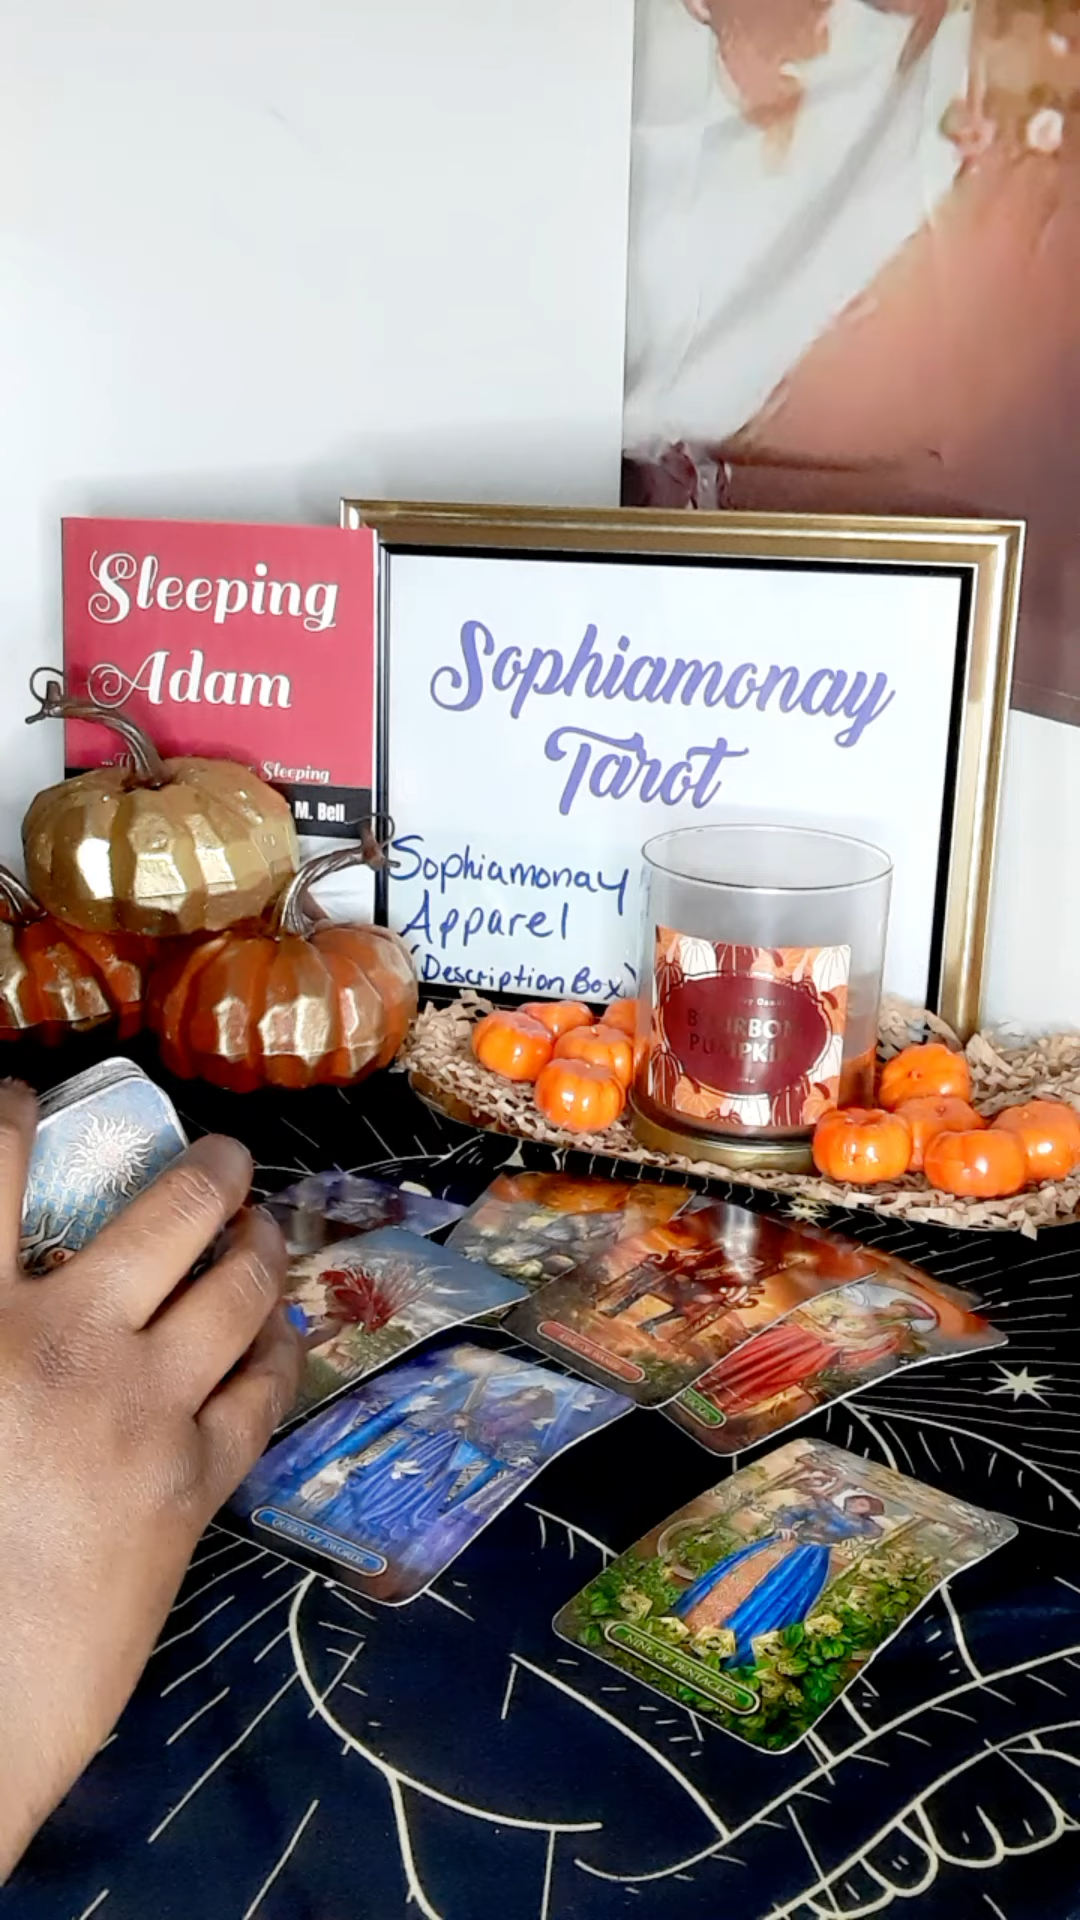 Sleeping
Adam
Sleeping
M. Bell
Sophiamonay
Tarot
Sophiamonay
Apparel
(Description Box)
BOURBON
PUMPKIN
QUEEN OF SWORDS
NINE OF PENTACLES